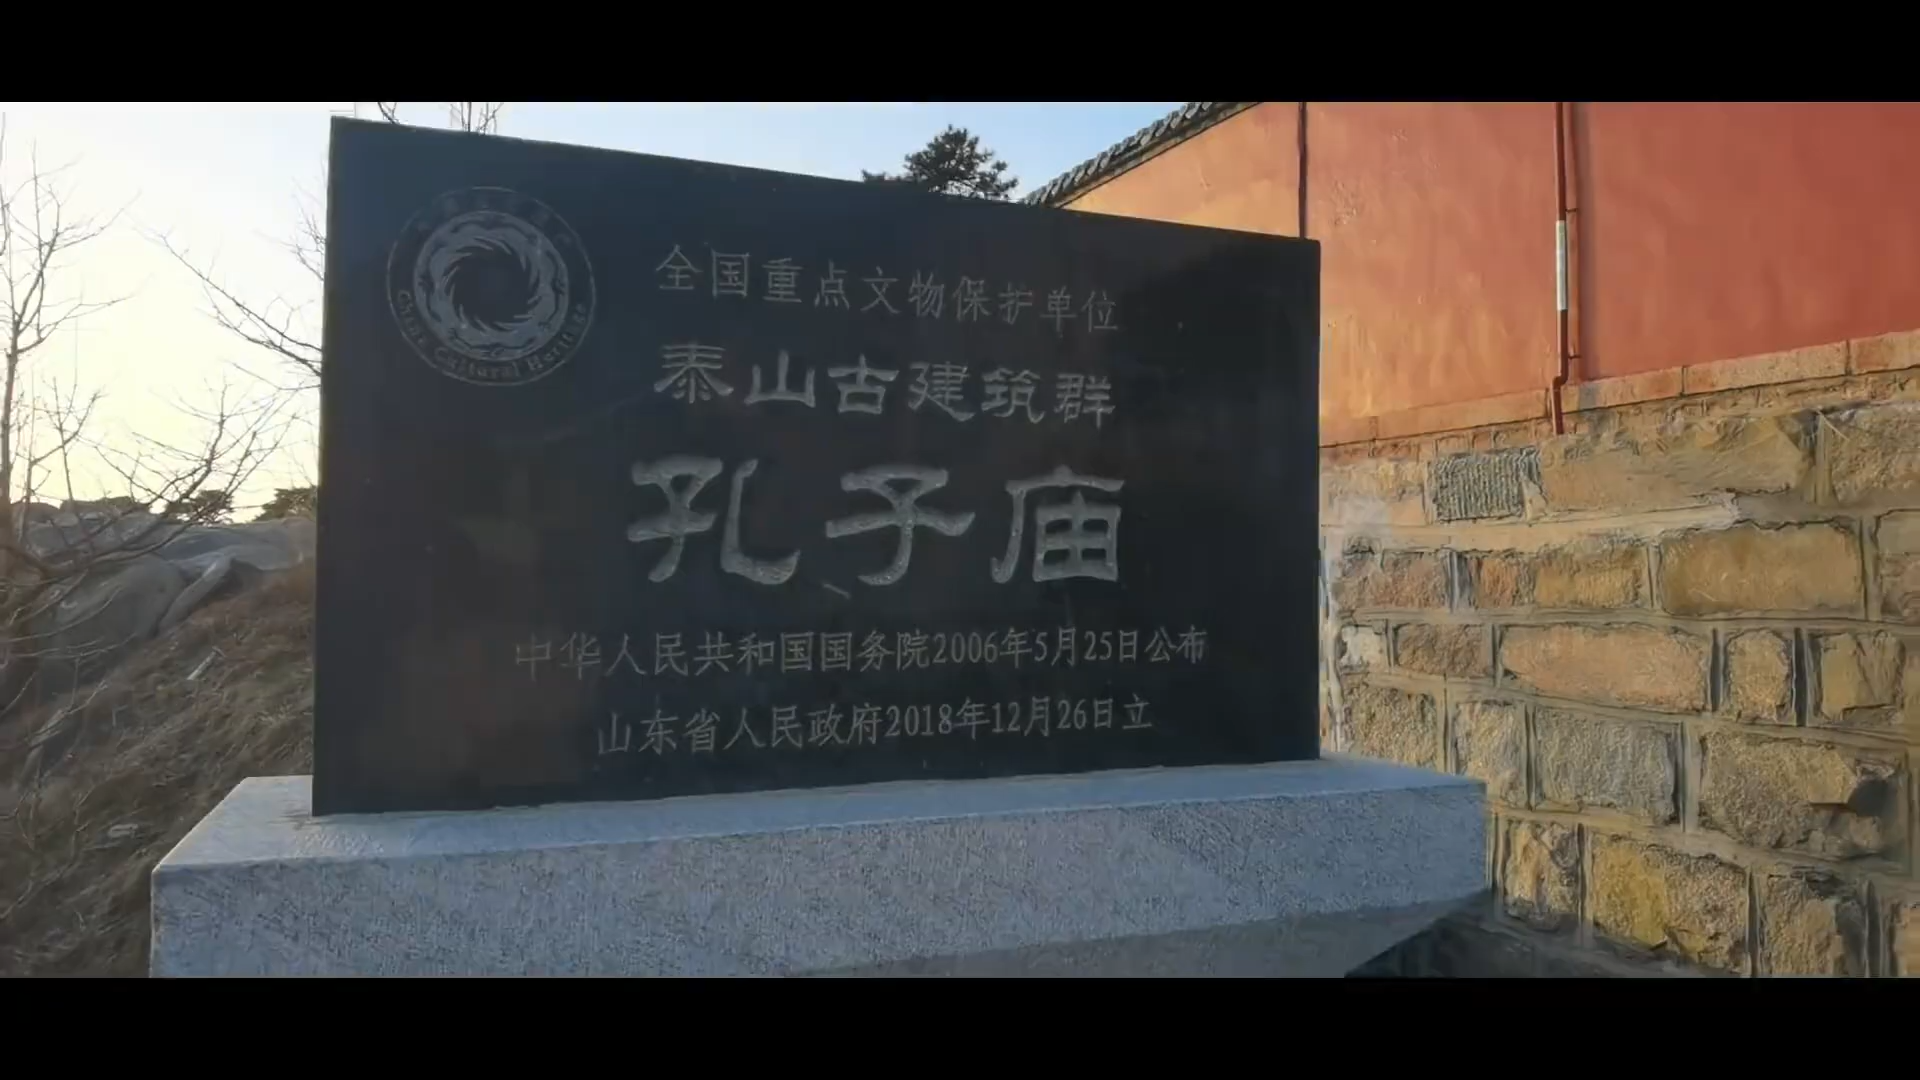 全国重点文物保护单位
泰山古建筑群
孔子庙
中华人民共和国国务院2006年5月25日公布
山东省人民政府2018年12月26日立
China Cultural Heritage